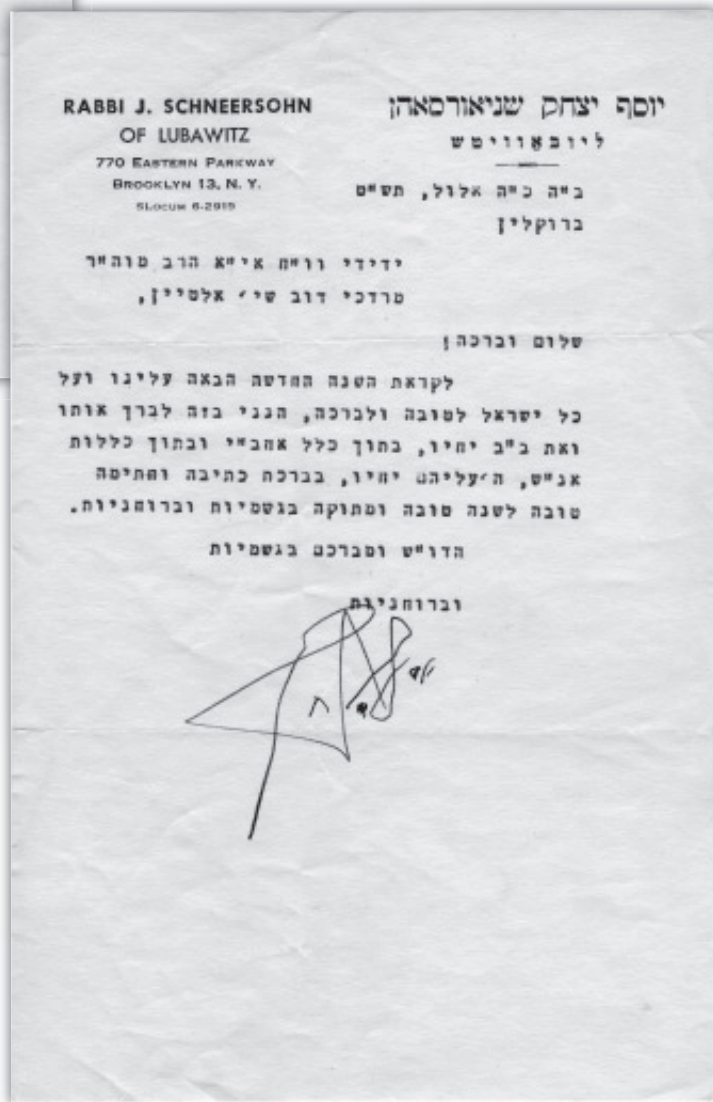 RABBI J. SCHNEERSOHN
OF LUBAWITZ
770 EASTERN PARKWAY
BROOKLYN 13, N. Y.
SLOCUM 6-2919
יוסף יצחק שניאורסאהן
ליובאוויטש
ב"ה כ"ה אלול, תש"ט
ברוקלין
ידידי וו"ח אי"א הרב מוה"ר
מרדכי דוב שי' אלטיין,
שלום וברכה!
לקראת השנה החדשה הבאה עלינו ועל
כל ישראל לטובה ולברכה, הנני בזה לברך אותו
ואת ב"ב יחיו, בתוך כלל אחב"י ובתוך כללות
אנ"ש, ה' עליהם יחיו, בברכת כתיבה וחתימה
טובה לשנה טובה ומתוקה בגשמיות וברוחניות.
הדו"ש ומברכם בגשמיות
וברוחניות